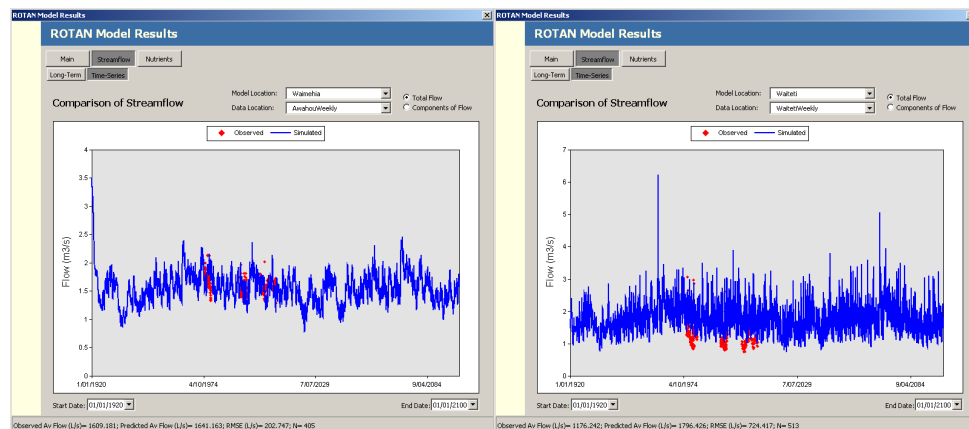 ROTAN Model Results
ROTAN Model Results
Main Streamflow Nutrients
Long-Term Time-Series
Comparison of Streamflow
Model Location: Waimehia
Data Location: AwahouWeekly
Total Flow
Components of Flow
Observed Simulated
Flow (m3/s)
4
3.5
3
2.5
2
1.5
1
0.5
0
1/01/1920 4/10/1974 7/07/2029 9/04/2084
Start Date: 01/01/1920 End Date: 01/01/2100
Observed Av Flow (L/s)= 1609.181; Predicted Av Flow (L/s)= 1641.163; RMSE (L/s)= 202.747; N= 405
ROTAN Model Results
ROTAN Model Results
Main Streamflow Nutrients
Long-Term Time-Series
Comparison of Streamflow
Model Location: Waiteti
Data Location: WaitetiWeekly
Total Flow
Components of Flow
Observed Simulated
Flow (m3/s)
7
6
5
4
3
2
1
0
1/01/1920 4/10/1974 7/07/2029 9/04/2084
Start Date: 01/01/1920 End Date: 01/01/2100
Observed Av Flow (L/s)= 1176.242; Predicted Av Flow (L/s)= 1796.426; RMSE (L/s)= 724.417; N= 513